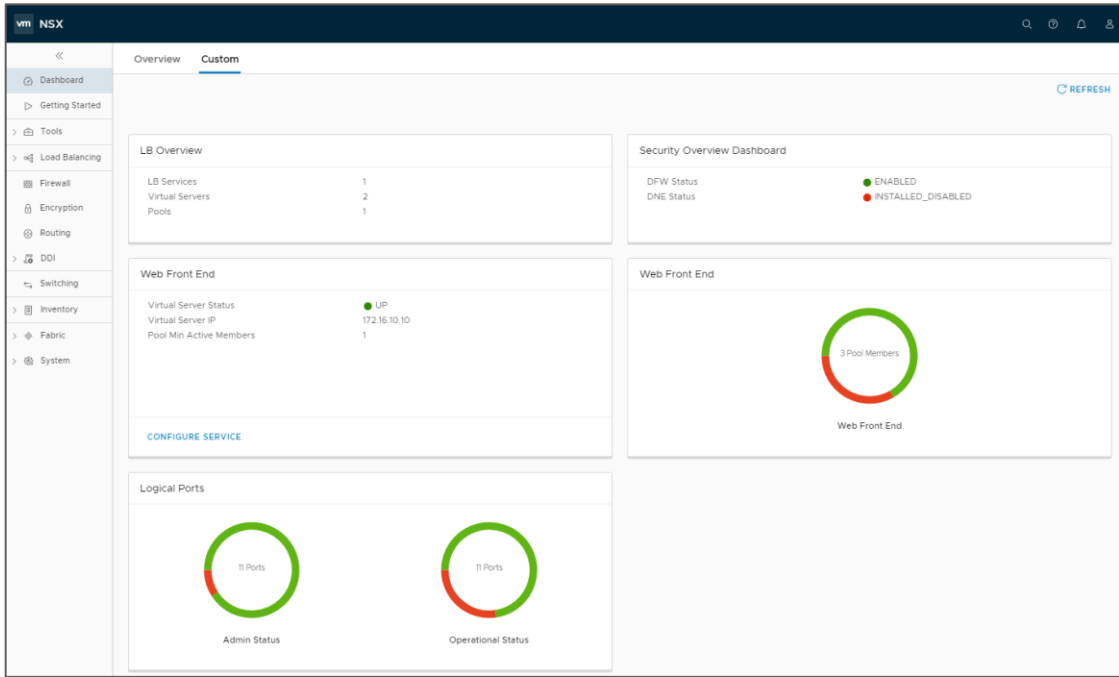 vm NSX
Dashboard
Getting Started
Tools
Load Balancing
Firewall
Encryption
Routing
DDI
Switching
Inventory
Fabric
System
Overview Custom
REFRESH
LB Overview
LB Services 1
Virtual Servers 2
Pools 1
Security Overview Dashboard
DFW Status ENABLED
DNE Status INSTALLED_DISABLED
Web Front End
Virtual Server Status UP
Virtual Server IP 172.16.10.10
Pool Min Active Members 1
CONFIGURE SERVICE
Web Front End
3 Pool Members
Web Front End
Logical Ports
11 Ports
Admin Status
11 Ports
Operational Status